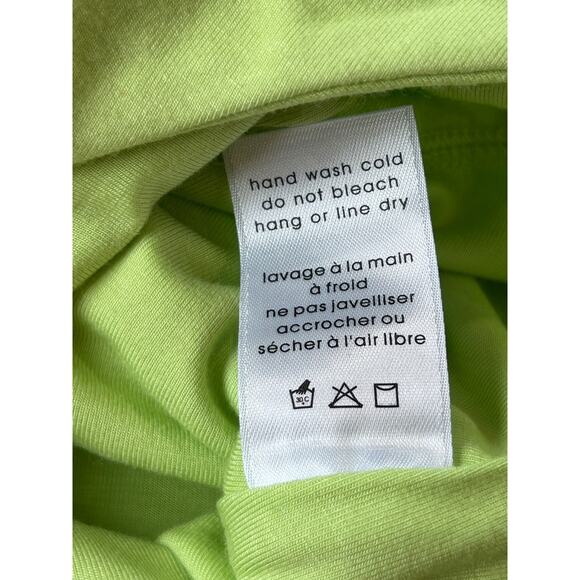 hand wash cold
do not bleach
hang or line dry
lavage à la main
à froid
ne pas javelliser
accrocher ou
sécher à l'air libre
30 C